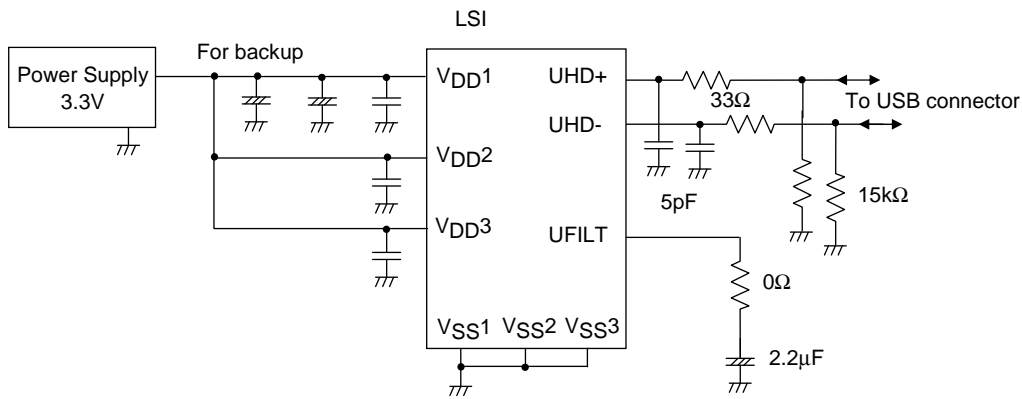 LSI
For backup
Power Supply
3.3V
VDD1
VDD2
VDD3
VSS1 VSS2 VSS3
UHD+
UHD-
UFILT
33Ω
To USB connector
5pF
15kΩ
0Ω
2.2μF